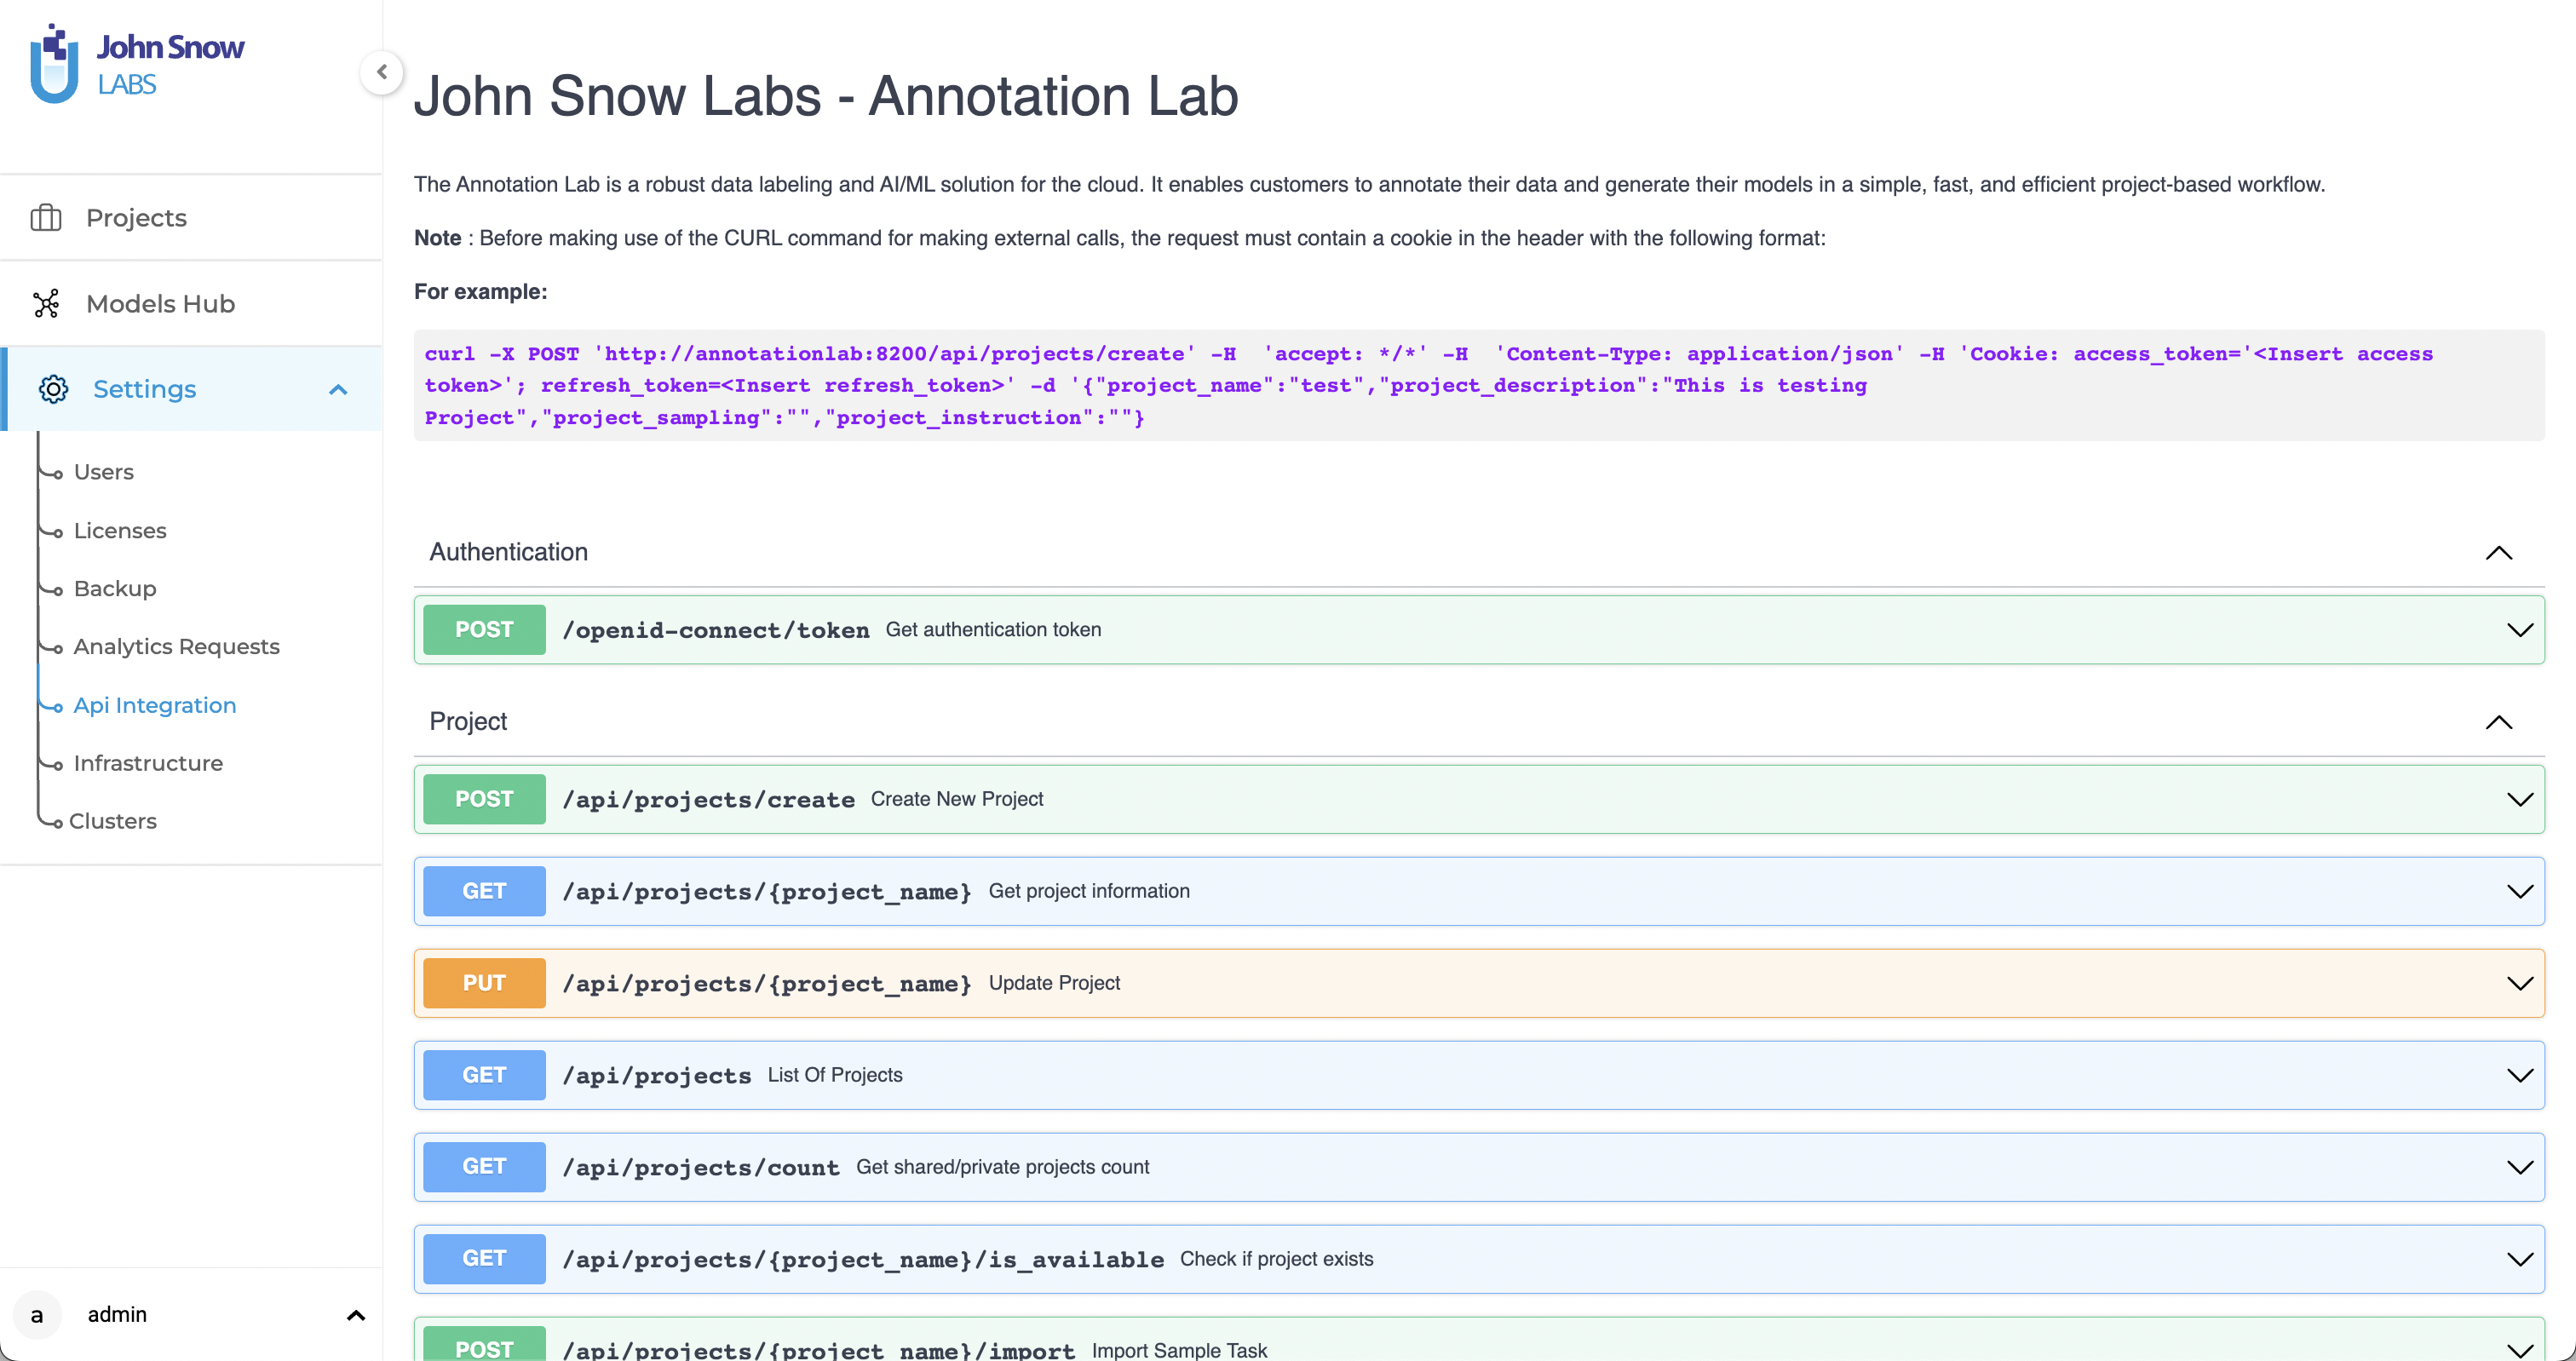 John Snow
LABS
Projects
Models Hub
Settings
Users
Licenses
Backup
Analytics Requests
Api Integration
Infrastructure
Clusters
a admin
John Snow Labs - Annotation Lab
The Annotation Lab is a robust data labeling and AI/ML solution for the cloud. It enables customers to annotate their data and generate their models in a simple, fast, and efficient project-based workflow.
Note : Before making use of the CURL command for making external calls, the request must contain a cookie in the header with the following format:
For example:
curl -X POST 'http://annotationlab:8200/api/projects/create' -H  'accept: */*' -H  'Content-Type: application/json' -H 'Cookie: access_token='<Insert access
token>'; refresh_token=<Insert refresh_token>' -d '{"project_name":"test","project_description":"This is testing
Project","project_sampling":"","project_instruction":""}
Authentication
POST /openid-connect/token Get authentication token
Project
POST /api/projects/create Create New Project
GET /api/projects/{project_name} Get project information
PUT /api/projects/{project_name} Update Project
GET /api/projects List Of Projects
GET /api/projects/count Get shared/private projects count
GET /api/projects/{project_name}/is_available Check if project exists
POST /api/projects/{project_name}/import Import Sample Task